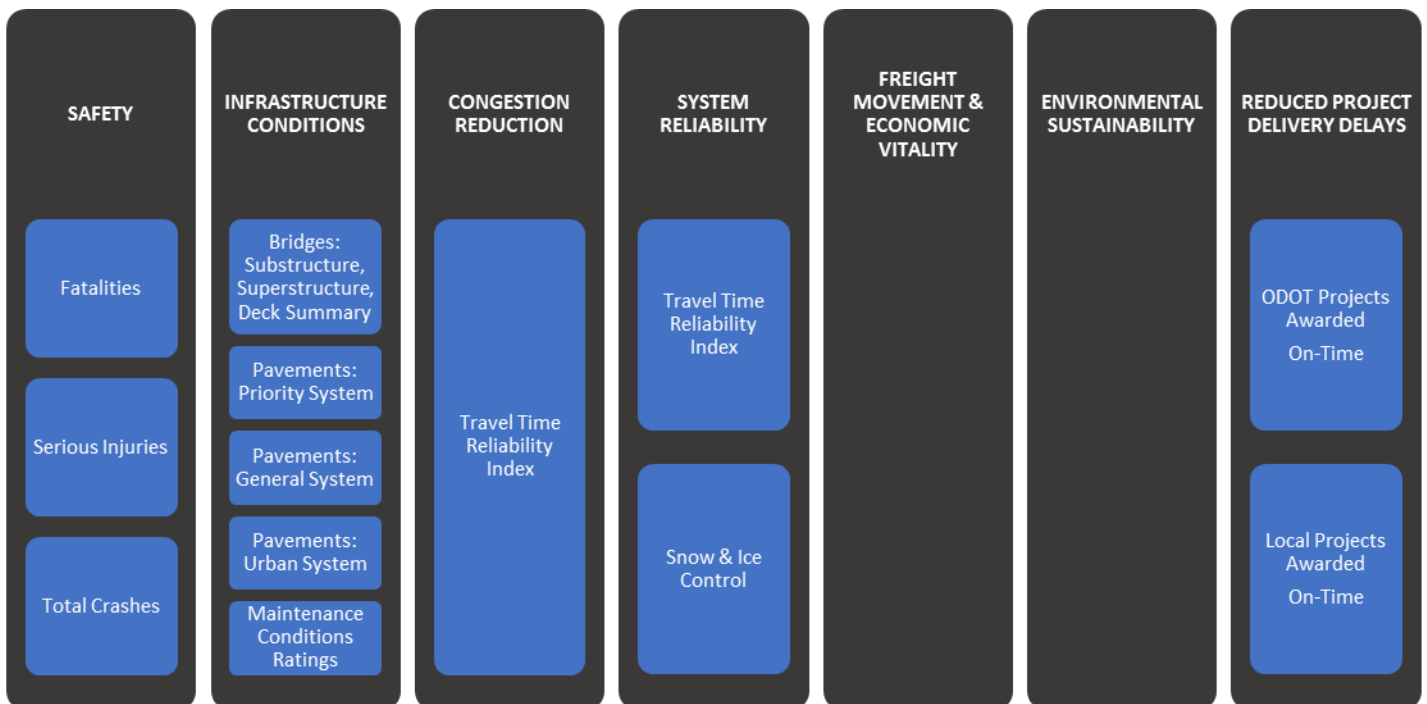 SAFETY
Fatalities
Serious Injuries
Total Crashes
INFRASTRUCTURE
CONDITIONS
Bridges:
Substructure,
Superstructure,
Deck Summary
Pavements:
Priority System
Pavements:
General System
Pavements:
Urban System
Maintenance
Conditions
Ratings
CONGESTION
REDUCTION
Travel Time
Reliability
Index
SYSTEM
RELIABILITY
Travel Time
Reliability
Index
Snow & Ice
Control
FREIGHT
MOVEMENT &
ECONOMIC
VITALITY
ENVIRONMENTAL
SUSTAINABILITY
REDUCED PROJECT
DELIVERY DELAYS
ODOT Projects
Awarded
On-Time
Local Projects
Awarded
On-Time